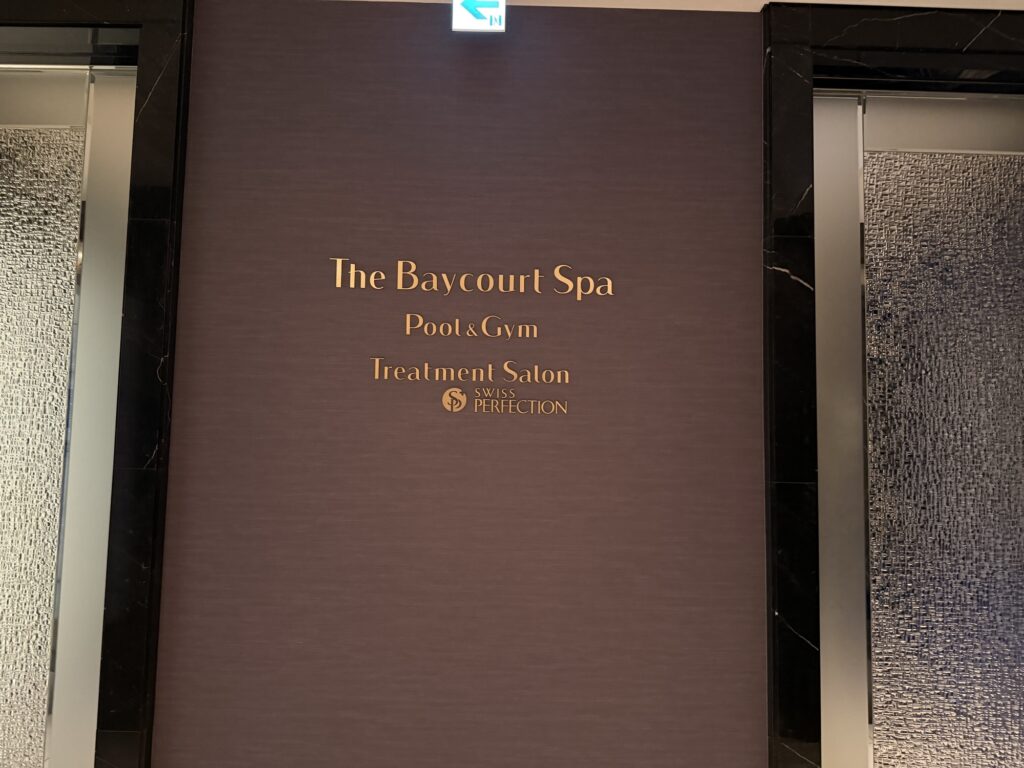 The Baycourt Spa
Pool & Gym
Treatment Salon
SWISS
PERFECTION